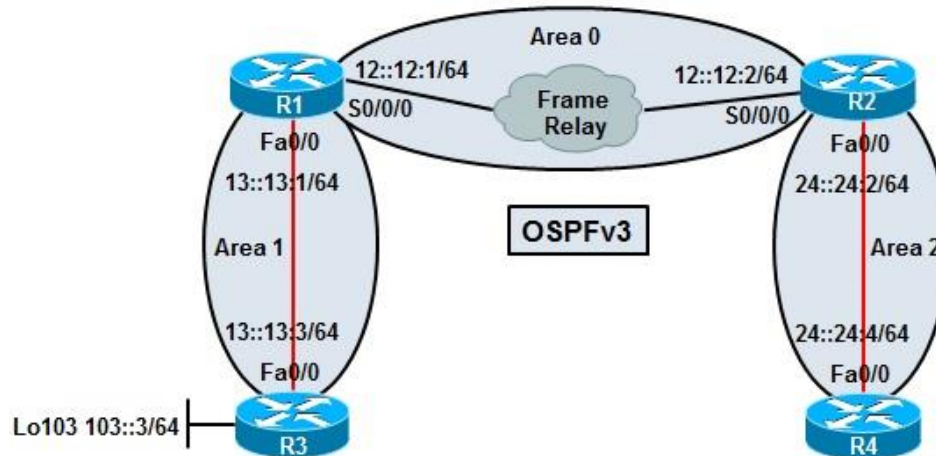 Area 0
12::12:1/64
12::12:2/64
R1
S0/0/0
Frame
Relay
S0/0/0
R2
Fa0/0
Fa0/0
13::13:1/64
24::24:2/64
OSPFv3
Area 1
Area 2
13::13:3/64
24::24:4/64
Fa0/0
Fa0/0
Lo103 103::3/64
R3
R4